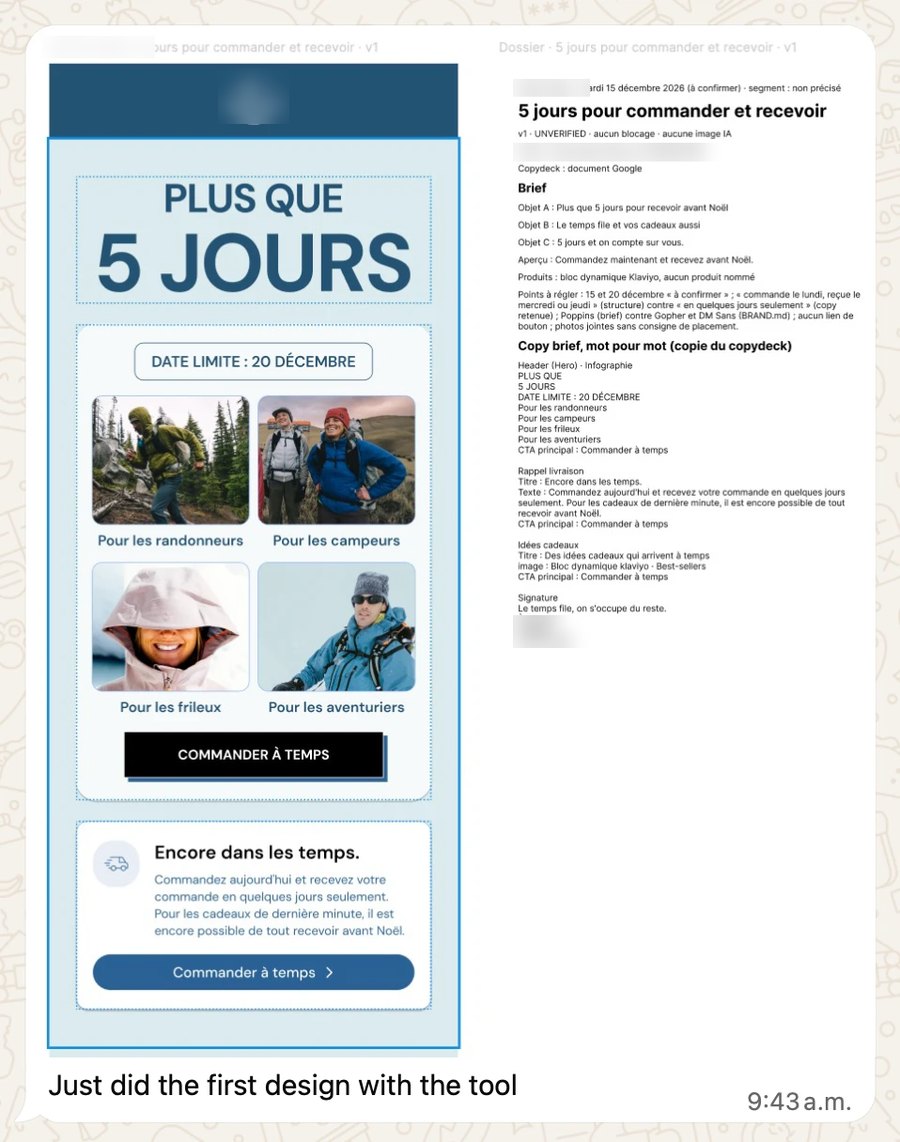 ours pour commander et recevoir · v1
PLUS QUE
5 JOURS
DATE LIMITE : 20 DÉCEMBRE
Pour les randonneurs
Pour les campeurs
Pour les frileux
Pour les aventuriers
COMMANDER À TEMPS
Encore dans les temps.
Commandez aujourd'hui et recevez votre
commande en quelques jours seulement.
Pour les cadeaux de dernière minute, il est
encore possible de tout recevoir avant Noël.
Commander à temps
Dossier · 5 jours pour commander et recevoir · v1
ardi 15 décembre 2026 (à confirmer) · segment : non précisé
5 jours pour commander et recevoir
v1 · UNVERIFIED · aucun blocage · aucune image IA
Copydeck : document Google
Brief
Objet A : Plus que 5 jours pour recevoir avant Noël
Objet B : Le temps file et vos cadeaux aussi
Objet C : 5 jours et on compte sur vous.
Aperçu : Commandez maintenant et recevez avant Noël.
Produits : bloc dynamique Klaviyo, aucun produit nommé
Points à régler : 15 et 20 décembre « à confirmer » ; « commande le lundi, reçue le
mercredi ou jeudi » (structure) contre « en quelques jours seulement » (copy
retenue) ; Poppins (brief) contre Gopher et DM Sans (BRAND.md) ; aucun lien de
bouton ; photos jointes sans consigne de placement.
Copy brief, mot pour mot (copie du copydeck)
Header (Hero) · Infographie
PLUS QUE
5 JOURS
DATE LIMITE : 20 DÉCEMBRE
Pour les randonneurs
Pour les campeurs
Pour les frileux
Pour les aventuriers
CTA principal : Commander à temps
Rappel livraison
Titre : Encore dans les temps.
Texte : Commandez aujourd'hui et recevez votre commande en quelques jours
seulement. Pour les cadeaux de dernière minute, il est encore possible de tout
recevoir avant Noël.
CTA principal : Commander à temps
Idées cadeaux
Titre : Des idées cadeaux qui arrivent à temps
image : Bloc dynamique klaviyo · Best-sellers
CTA principal : Commander à temps
Signature
Le temps file, on s'occupe du reste.
Just did the first design with the tool
9:43 a.m.